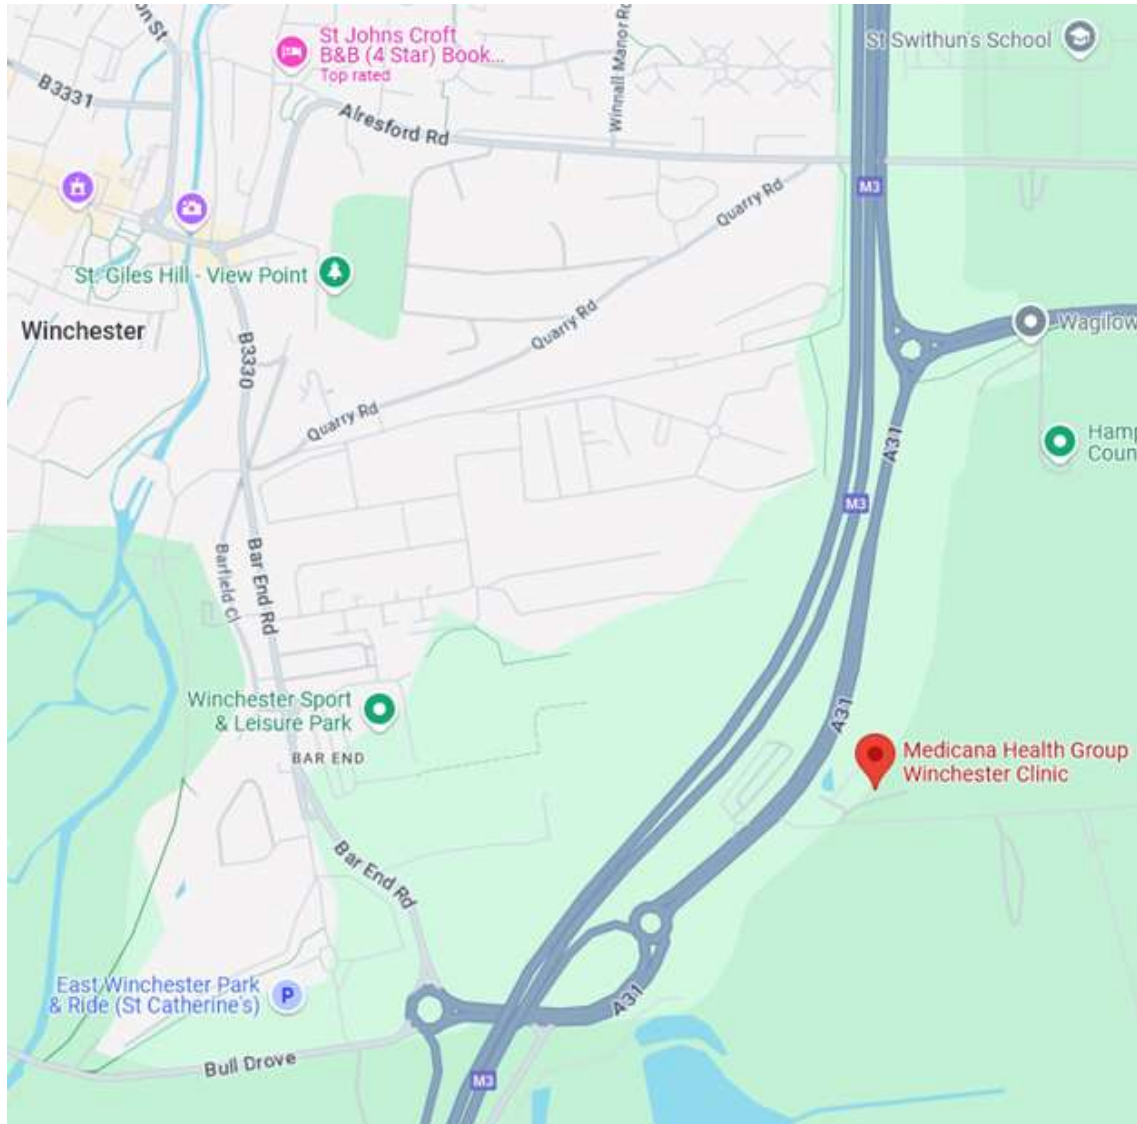 on St
St Johns Croft
B&B (4 Star) Book...
Top rated
Winnall Manor Rd
St Swithun's School
B3331
Alresford Rd
M3
Quarry Rd
St. Giles Hill - View Point
Winchester
B3330
Quarry Rd
Wagilow
Quarry Rd
A31
Hamp
Coun
M3
Barfield Cl
Bar End Rd
Winchester Sport
& Leisure Park
BAR END
A31
Medicana Health Group
Winchester Clinic
Bar End Rd
East Winchester Park
& Ride (St Catherine's)
P
A31
Bull Drove
M3